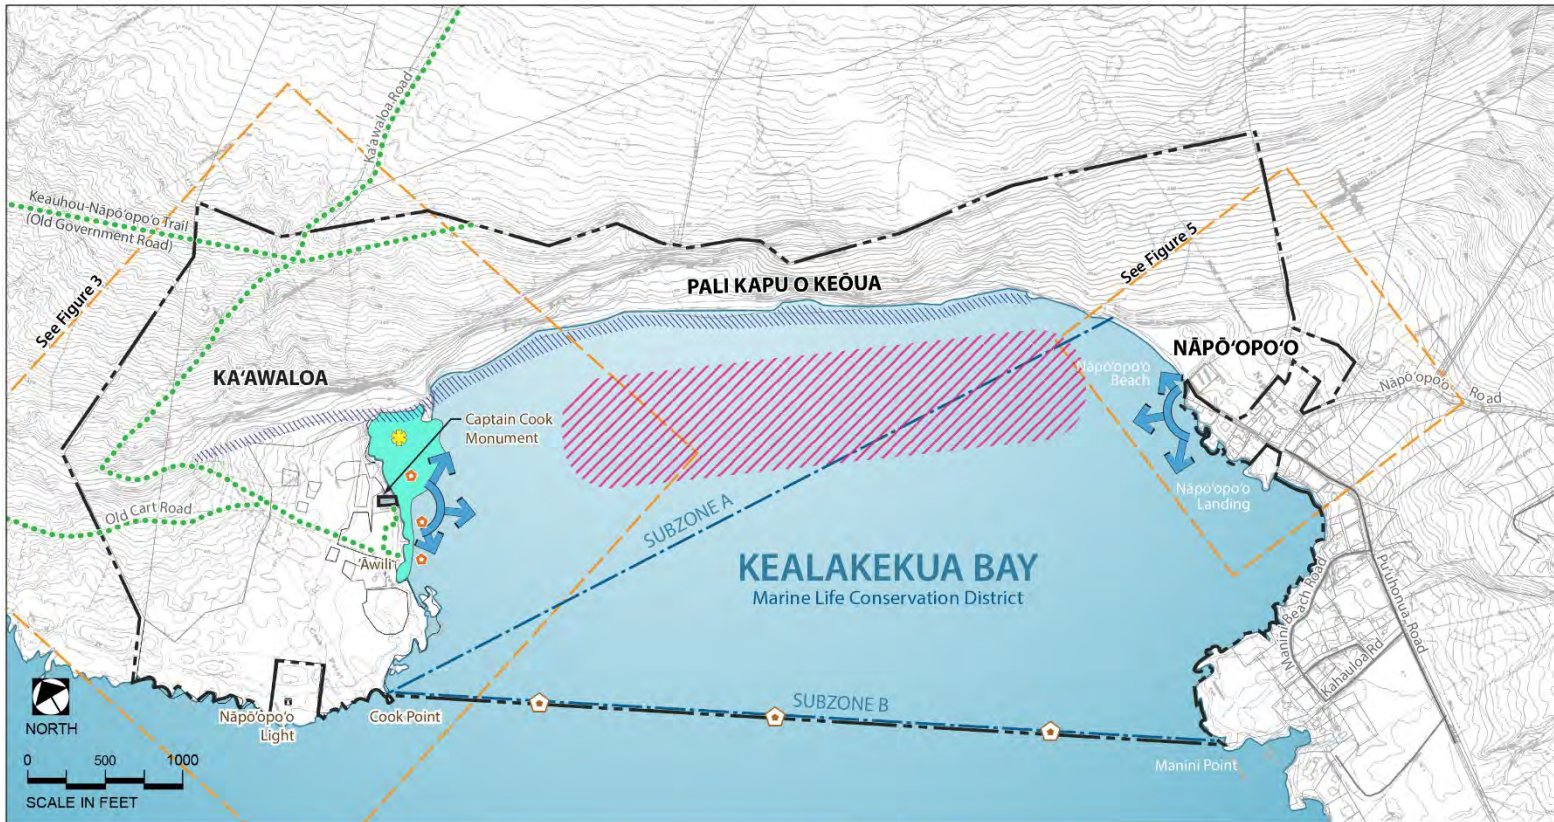 Ka'awaloa Road
Keauhou-Nāpō'opo'o Trail
(Old Government Road)
See Figure 3
See Figure 5
PALI KAPU O KEŌUA
KA'AWALOA
NĀPŌ'OPO'O
Nāpō'opo'o
Beach
Nāpō'opo'o Road
Captain Cook
Monument
Old Cart Road
'Āwili
Nāpō'opo'o
Landing
SUBZONE A
KEALAKEKUA BAY
Marine Life Conservation District
Manini Beach Road
Pu'uhonua Road
Kahauloa Rd
SUBZONE B
Nāpō'opo'o
Light
Cook Point
Manini Point
NORTH
0 500 1000
SCALE IN FEET